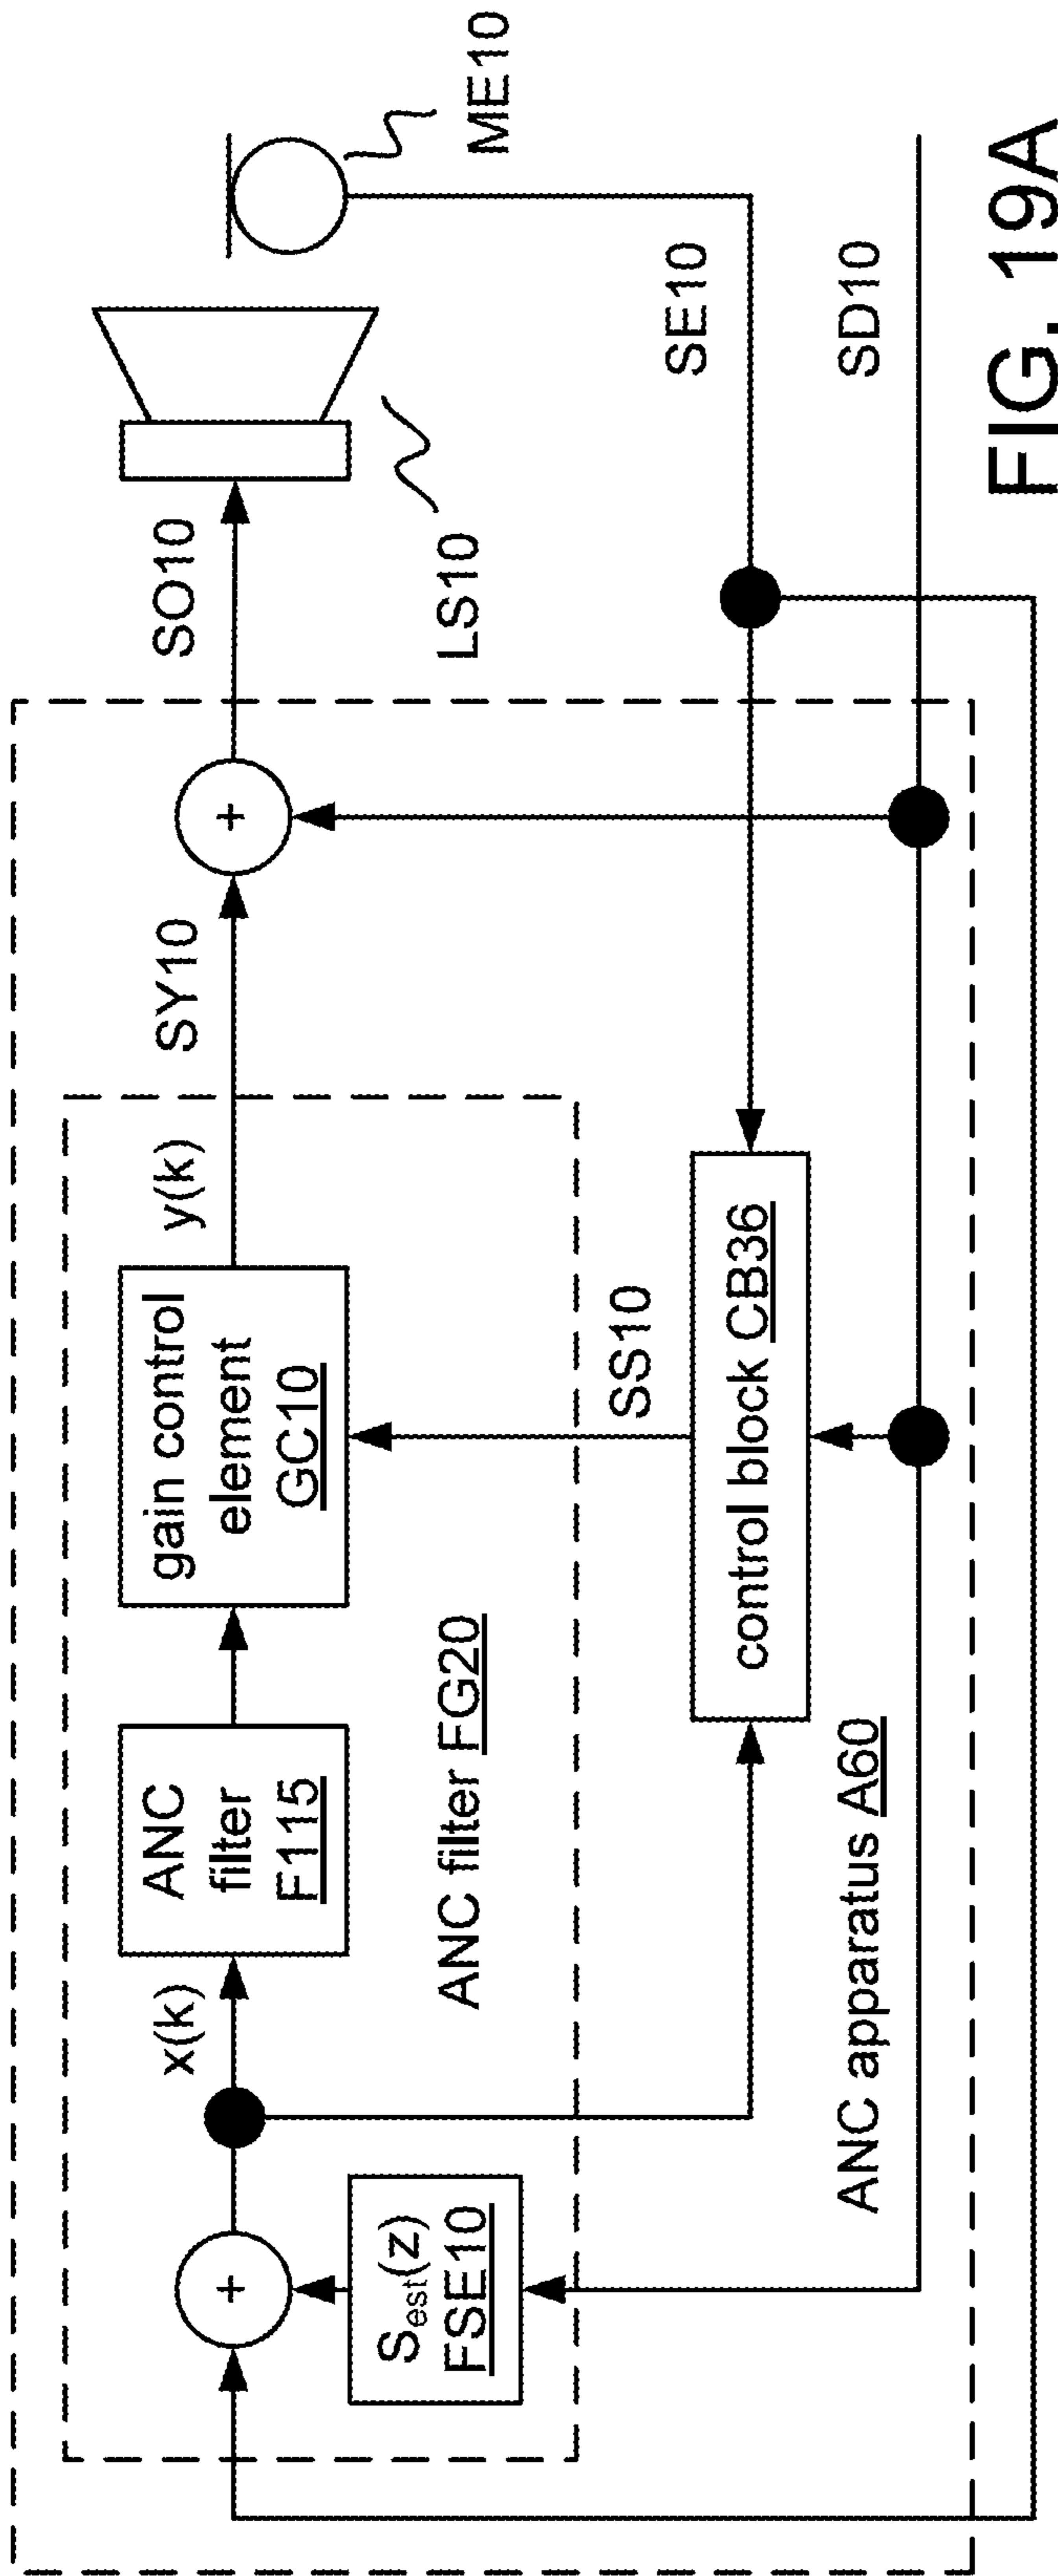 SO10
LS10
ME10
SY10
y(k)
gain control
element
GC10
ANC
filter
F115
x(k)
Sest(z)
FSE10
ANC filter FG20
SS10
SE10
control block CB36
SD10
ANC apparatus A60
FIG. 19A